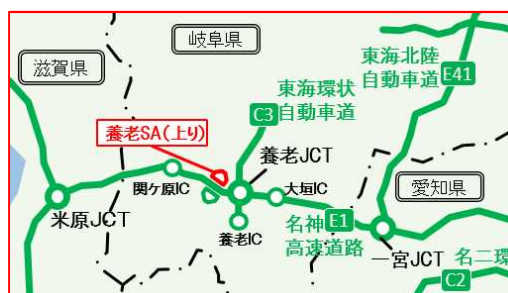 岐阜県
滋賀県
東海北陸
自動車道
E41
東海環状
自動車道
C3
養老SA(上り)
養老JCT
関ケ原IC
大垣IC
愛知県
米原JCT
養老IC
名神
高速道路
E1
一宮JCT
名二環
C2